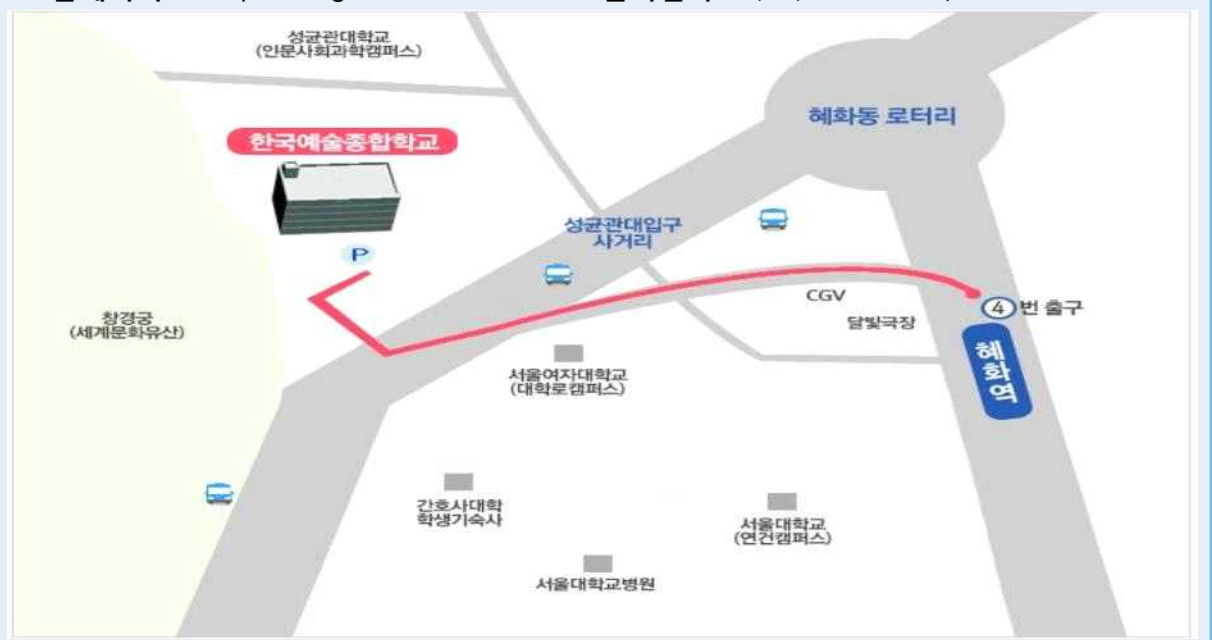 성균관대학교
(인문사회과학캠퍼스)
혜화동 로터리
한국예술종합학교
성균관대입구
사거리
P
CGV
④ 번 출구
창경궁
(세계문화유산)
달빛극장
혜화역
서울여자대학교
(대학로캠퍼스)
간호사대학
학생기숙사
서울대학교
(연건캠퍼스)
서울대학교병원